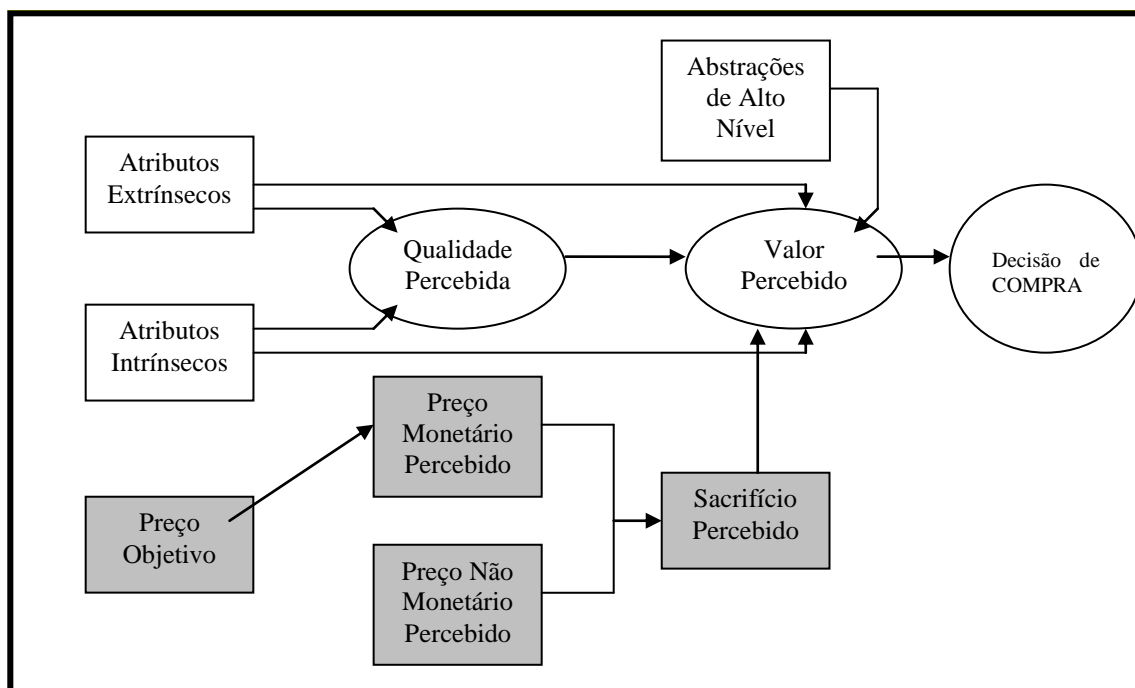 Abstrações
de Alto
Nível
Atributos
Extrínsecos
Qualidade
Percebida
Valor
Percebido
Decisão de
COMPRA
Atributos
Intrínsecos
Preço
Monetário
Percebido
Preço
Objetivo
Sacrifício
Percebido
Preço Não
Monetário
Percebido